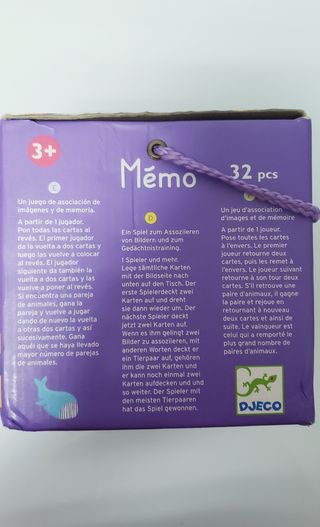 3+
Mémo
32 pcs
E
Un juego de asociación de
imágenes y de memoria.
A partir de 1 jugador.
Pon todas las cartas al
revés. El primer jugador
da la vuelta a dos cartas y
luego las vuelve a colocar
al revés. El jugador
siguiente da también la
vuelta a dos cartas y las
vuelve a poner al revés.
Si encuentra una pareja
de animales, gana la
pareja y vuelve a jugar
dando de nuevo la vuelta
a otras dos cartas y así
sucesivamente. Gana
aquél que se haya llevado
mayor número de parejas
de animales.
D
Ein Spiel zum Assoziieren
von Bildern und zum
Gedächtnistraining.
1 Spieler und mehr.
Lege sämtliche Karten
mit der Bildseite nach
unten auf den Tisch. Der
erste Spielerdeckt zwei
Karten auf und dreht
sie dann wieder um. Der
nächste Spieler deckt
jetzt zwei Karten auf.
Wenn es ihm gelingt zwei
Bilder zu assoziieren, mit
anderen Worten deckt er
ein Tierpaar auf, gehören
ihm die zwei Karten und
er kann noch einmal zwei
Karten aufdecken und und
so weiter. Der Spieler mit
den meisten Tierpaaren
hat das Spiel gewonnen.
Un jeu d'association
d'images et de mémoire
A partir de 1 joueur.
Pose toutes les cartes à
l'envers. Le premier
joueur retourne deux
cartes, puis les remet à
l'envers. Le joueur suivant
retourne à son tour deux
cartes. S'il retrouve une
paire d'animaux, il gagne
la paire et rejoue en
retournant à nouveau
deux cartes et ainsi de
suite. Le vainqueur est
celui qui a remporté le
plus grand nombre de
paires d'animaux.
DJECO